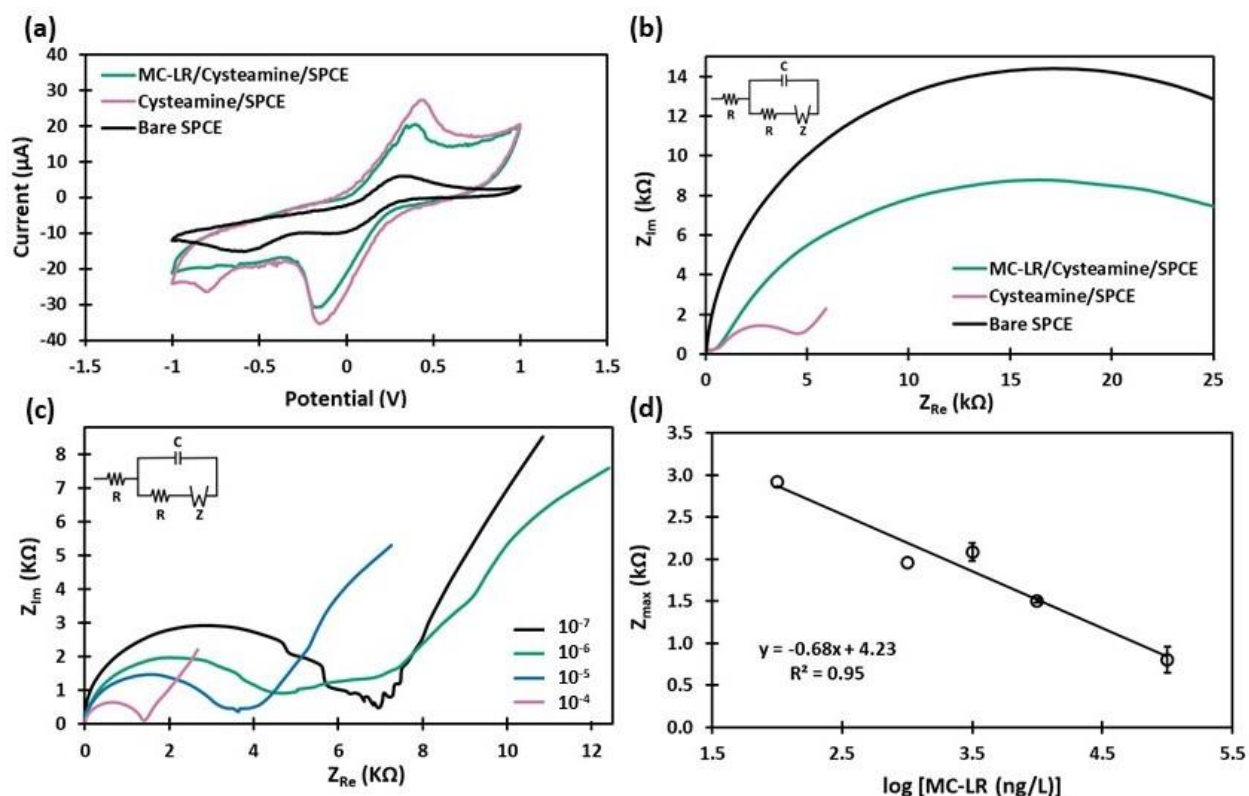 (a)
40
30
20
10
0
-10
-20
-30
-40
Current (µA)
MC-LR/Cysteamine/SPCE
Cysteamine/SPCE
Bare SPCE
-1.5
-1
-0.5
0
0.5
1
1.5
Potential (V)
(b)
14
12
10
8
6
4
2
0
Z_Im (kΩ)
C
R
R
Z
MC-LR/Cysteamine/SPCE
Cysteamine/SPCE
Bare SPCE
0
5
10
15
20
25
Z_Re (kΩ)
(c)
8
7
6
5
4
3
2
1
0
Z_Im (KΩ)
C
R
R
Z
10⁻⁷
10⁻⁶
10⁻⁵
10⁻⁴
0
2
4
6
8
10
12
Z_Re (KΩ)
(d)
3.5
3.0
2.5
2.0
1.5
1.0
0.5
0.0
Z_max (kΩ)
y = -0.68x + 4.23
R² = 0.95
1.5
2.5
3.5
4.5
5.5
log [MC-LR (ng/L)]